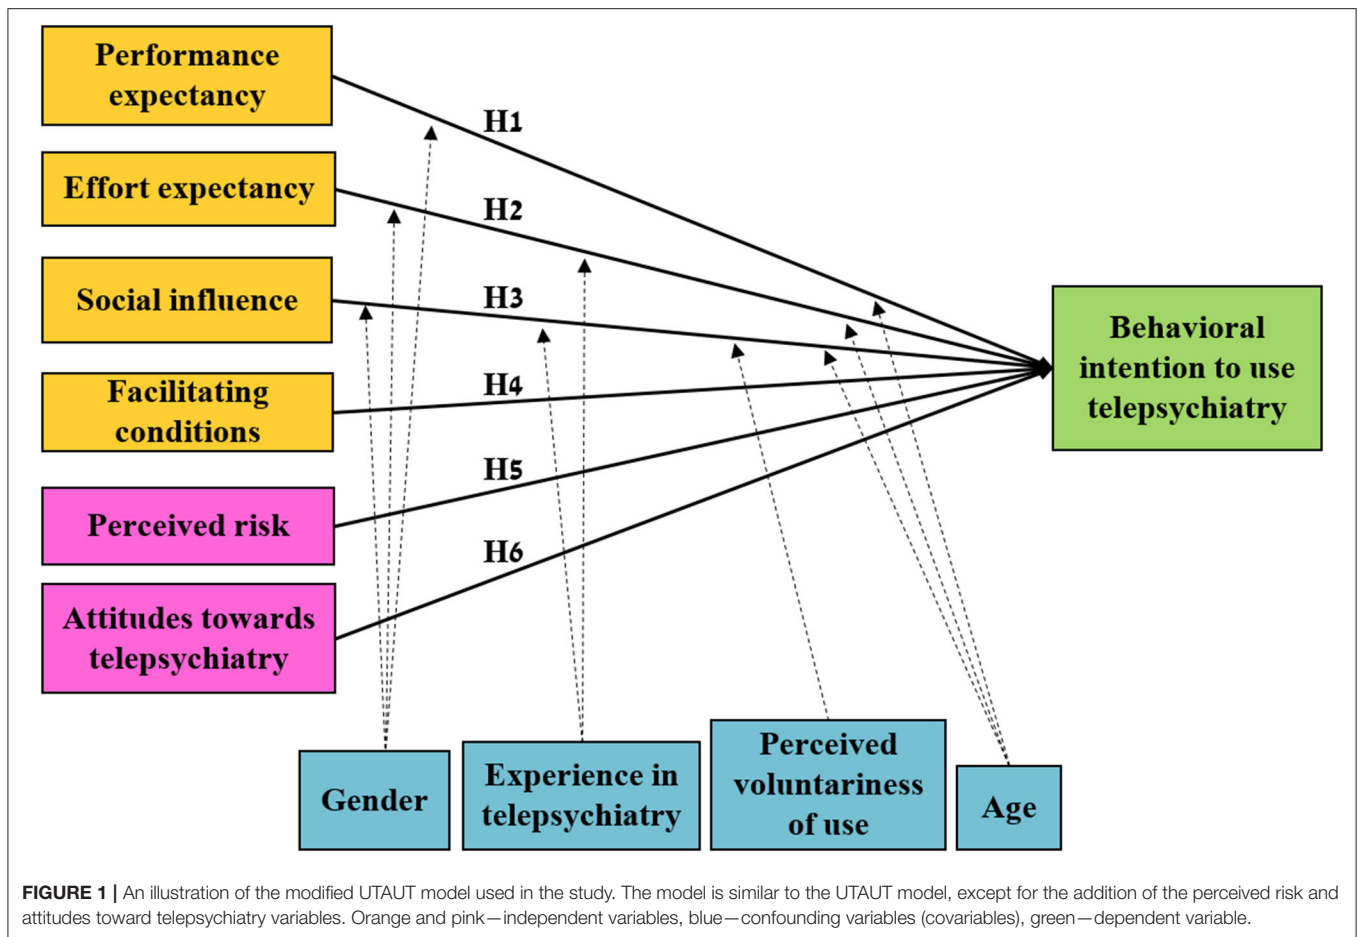 Performance
expectancy
H1
Effort expectancy
H2
Social influence
H3
Behavioral
intention to use
telepsychiatry
Facilitating
conditions
H4
Perceived risk
H5
Attitudes towards
telepsychiatry
H6
Gender
Experience in
telepsychiatry
Perceived
voluntariness
of use
Age
FIGURE 1 | An illustration of the modified UTAUT model used in the study. The model is similar to the UTAUT model, except for the addition of the perceived risk and
attitudes toward telepsychiatry variables. Orange and pink—independent variables, blue—confounding variables (covariables), green—dependent variable.